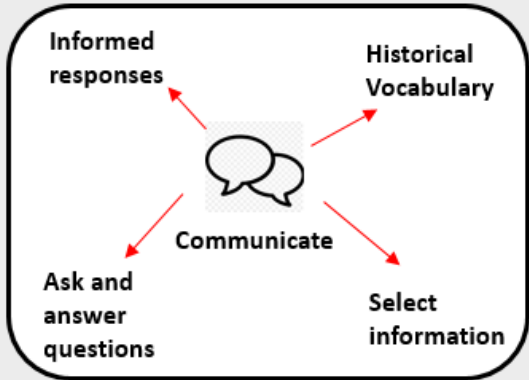 Informed
responses
Historical
Vocabulary
Communicate
Ask and
answer
questions
Select
information